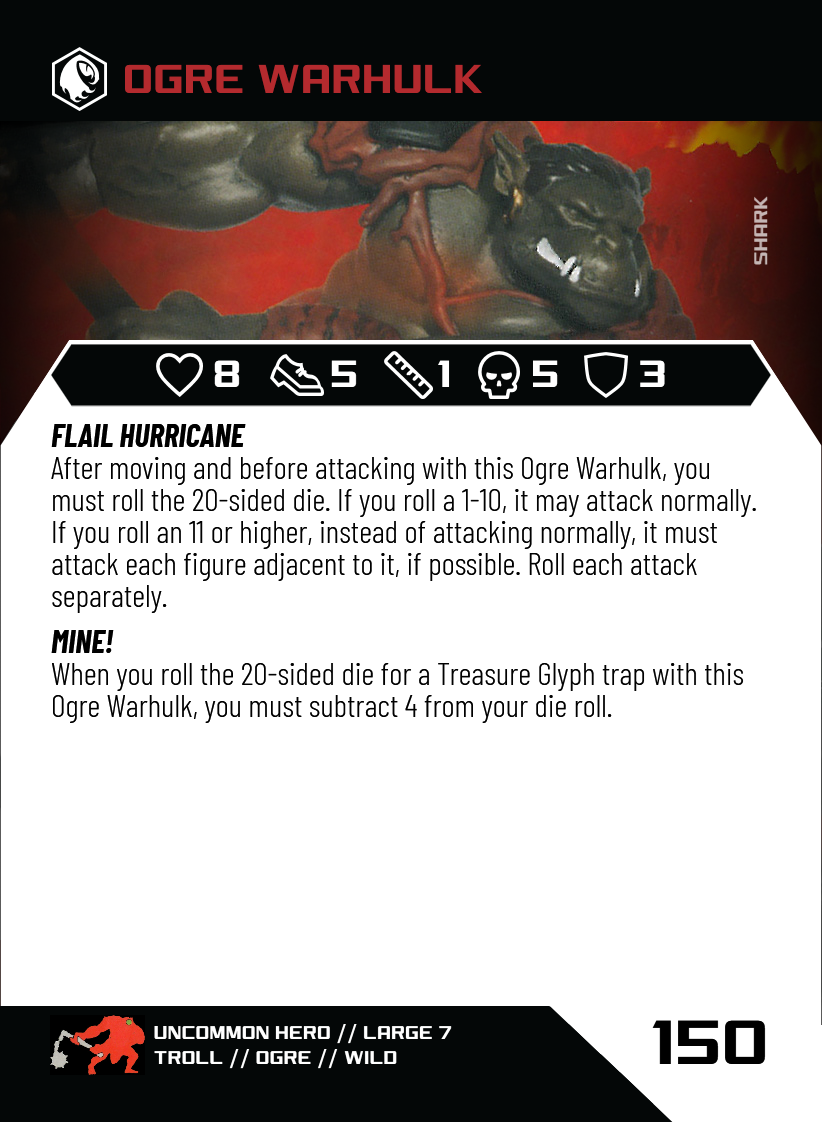 OGRE WARHULK
SHARK
8 5 1 5 3
FLAIL HURRICANE
After moving and before attacking with this Ogre Warhulk, you
must roll the 20-sided die. If you roll a 1-10, it may attack normally.
If you roll an 11 or higher, instead of attacking normally, it must
attack each figure adjacent to it, if possible. Roll each attack
separately.
MINE!
When you roll the 20-sided die for a Treasure Glyph trap with this
Ogre Warhulk, you must subtract 4 from your die roll.
UNCOMMON HERO // LARGE 7
TROLL // OGRE // WILD
150